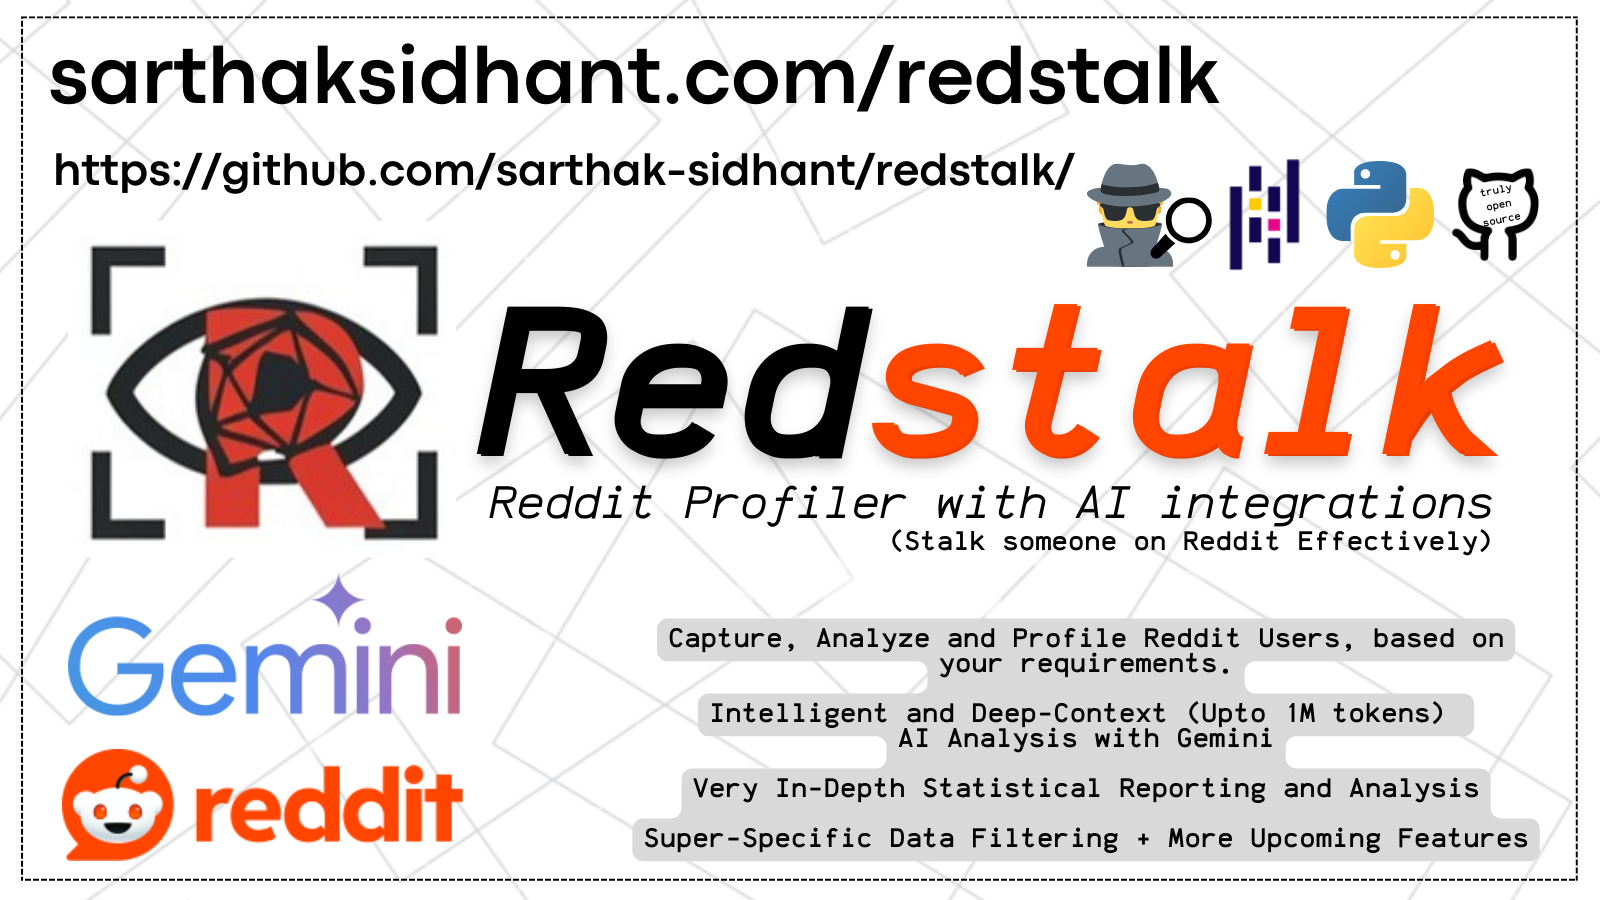 sarthaksidhant.com/redstalk
https://github.com/sarthak-sidhant/redstalk/
truly
open
source
Redstalk
Reddit Profiler with AI integrations
(Stalk someone on Reddit Effectively)
Gemini
reddit
Capture, Analyze and Profile Reddit Users, based on
your requirements.
Intelligent and Deep-Context (Upto 1M tokens)
AI Analysis with Gemini
Very In-Depth Statistical Reporting and Analysis
Super-Specific Data Filtering + More Upcoming Features